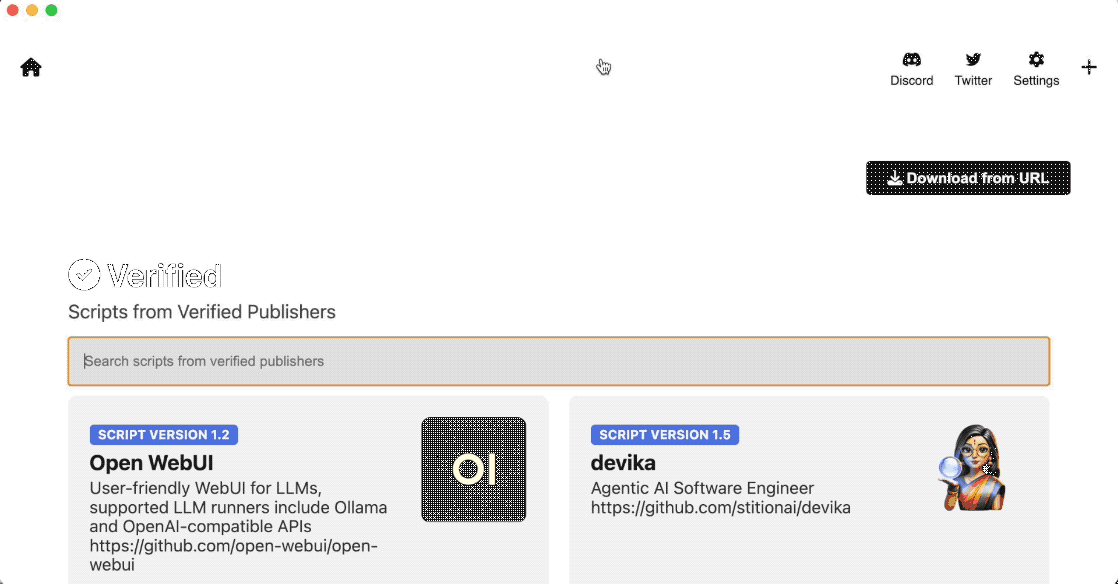 Discord
Twitter
Settings
Download from URL
Verified
Scripts from Verified Publishers
Search scripts from verified publishers
SCRIPT VERSION 1.2
Open WebUI
User-friendly WebUI for LLMs,
supported LLM runners include Ollama
and OpenAI-compatible APIs
https://github.com/open-webui/open-
webui
OI
SCRIPT VERSION 1.5
devika
Agentic AI Software Engineer
https://github.com/stitionai/devika